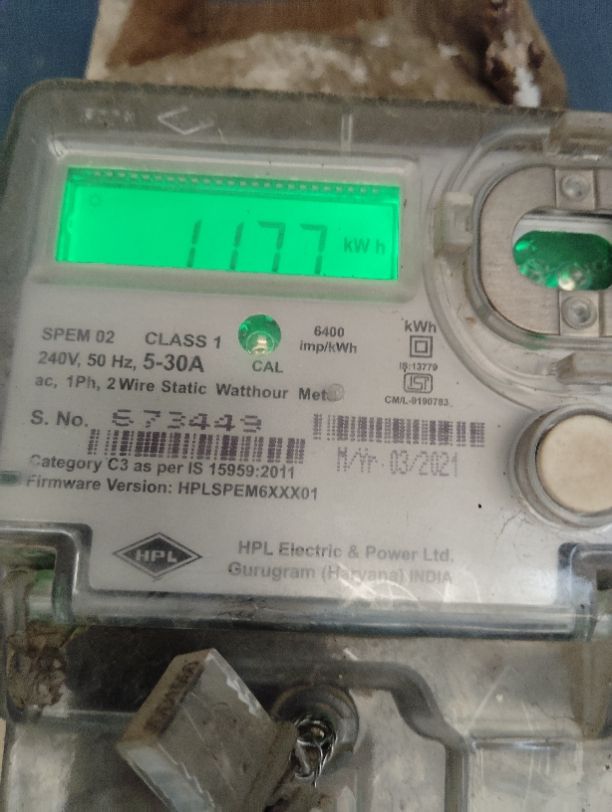 1177 kWh
SPEM 02 CLASS 1 6400 imp/kWh kWh
240V, 50 Hz, 5-30A CAL IS:13779
ac, 1Ph, 2 Wire Static Watthour Meter
CM/L-9190783
S. No. 673449
M/Yr. 03/2021
Category C3 as per IS 15959:2011
Firmware Version: HPLSPEM6XXX01
HPL HPL Electric & Power Ltd.
Gurugram (Haryana) INDIA